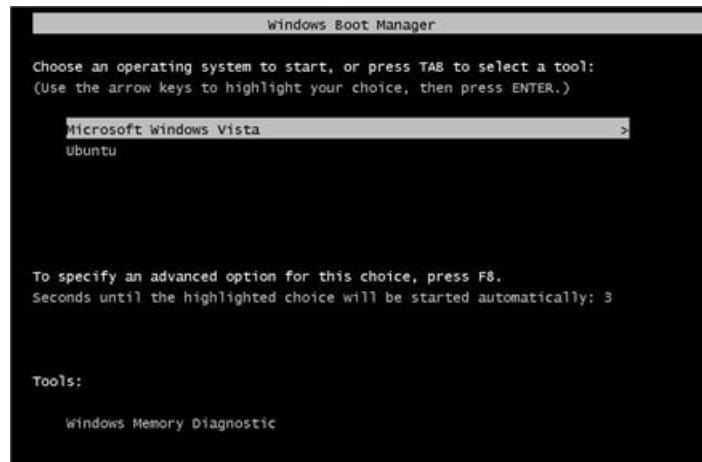 Windows Boot Manager
Choose an operating system to start, or press TAB to select a tool:
(Use the arrow keys to highlight your choice, then press ENTER.)
Microsoft Windows Vista >
Ubuntu
To specify an advanced option for this choice, press F8.
Seconds until the highlighted choice will be started automatically: 3
Tools:
Windows Memory Diagnostic